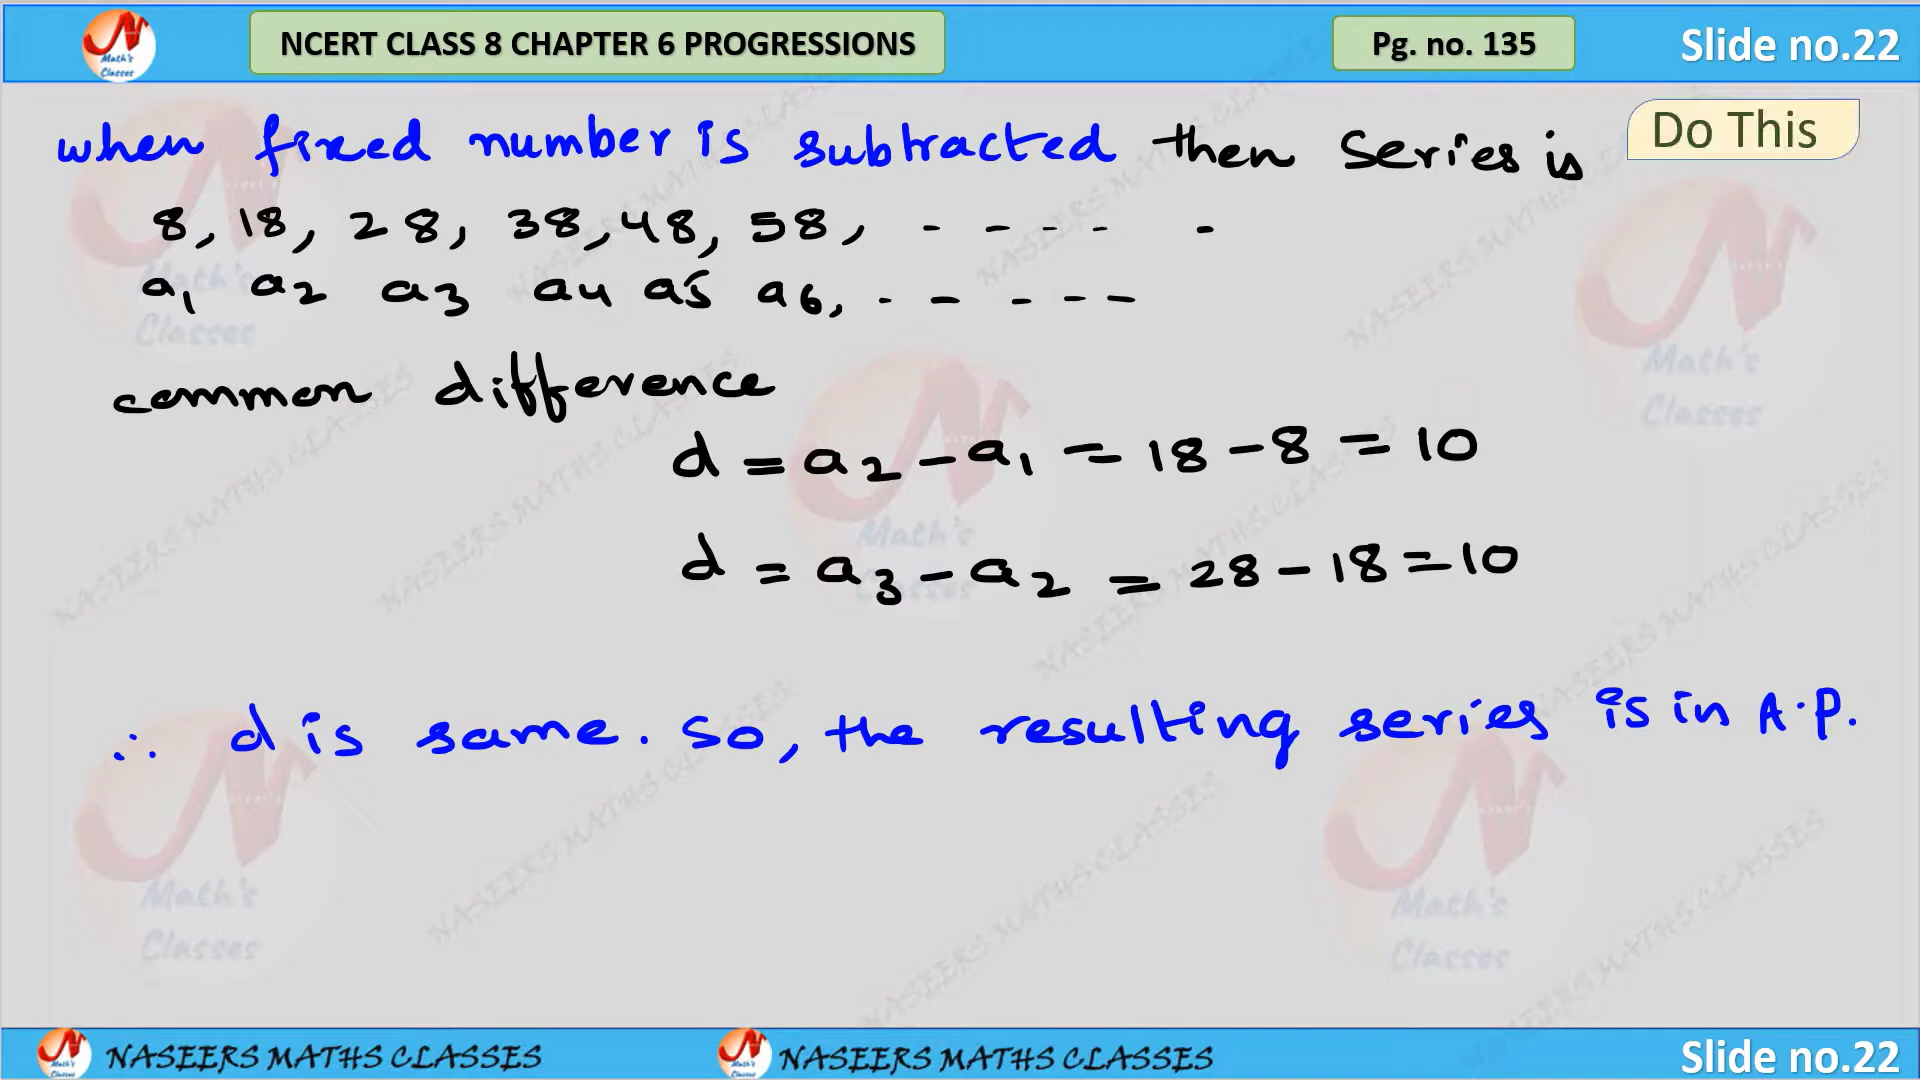 Math's
Classes
NCERT CLASS 8 CHAPTER 6 PROGRESSIONS
Pg. no. 135
Slide no.22
Do This
when fixed number is subtracted then series is
8, 18, 28, 38, 48, 58, - - - - -
a1 a2 a3 a4 a5 a6, - - - - -
common difference
d = a2 - a1 = 18 - 8 = 10
d = a3 - a2 = 28 - 18 = 10
∴ d is same. So, the resulting series is in A.P.
NASEERS MATHS CLASSES
NASEERS MATHS CLASSES
Slide no.22